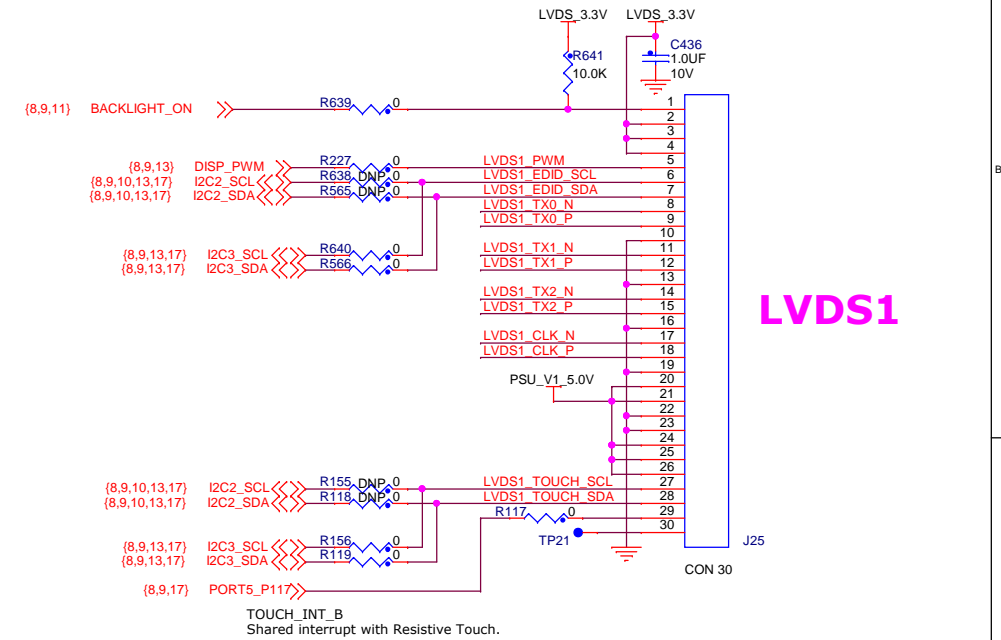 LVDS_3.3V LVDS_3.3V
R641
10.0K
C436
1.0UF
10V
{8,9,11} BACKLIGHT_ON R639 0 1
2
3
4
{8,9,13} DISP_PWM R227 0 LVDS1_PWM 5
{8,9,10,13,17} I2C2_SCL R638 DNP 0 LVDS1_EDID_SCL 6
{8,9,10,13,17} I2C2_SDA R565 DNP 0 LVDS1_EDID_SDA 7
LVDS1_TX0_N 8
LVDS1_TX0_P 9
10
{8,9,13,17} I2C3_SCL R640 0 LVDS1_TX1_N 11
{8,9,13,17} I2C3_SDA R566 0 LVDS1_TX1_P 12
13
LVDS1_TX2_N 14
LVDS1_TX2_P 15
16
LVDS1_CLK_N 17
LVDS1_CLK_P 18
19
PSU_V1_5.0V 20
21
22
23
24
25
26
{8,9,10,13,17} I2C2_SCL R155 DNP 0 LVDS1_TOUCH_SCL 27
{8,9,10,13,17} I2C2_SDA R118 DNP 0 LVDS1_TOUCH_SDA 28
R117 0 29
TP21 30
J25
CON 30
{8,9,13,17} I2C3_SCL R156 0
{8,9,13,17} I2C3_SDA R119 0
{8,9,17} PORT5_P117
TOUCH_INT_B
Shared interrupt with Resistive Touch.
LVDS1
B